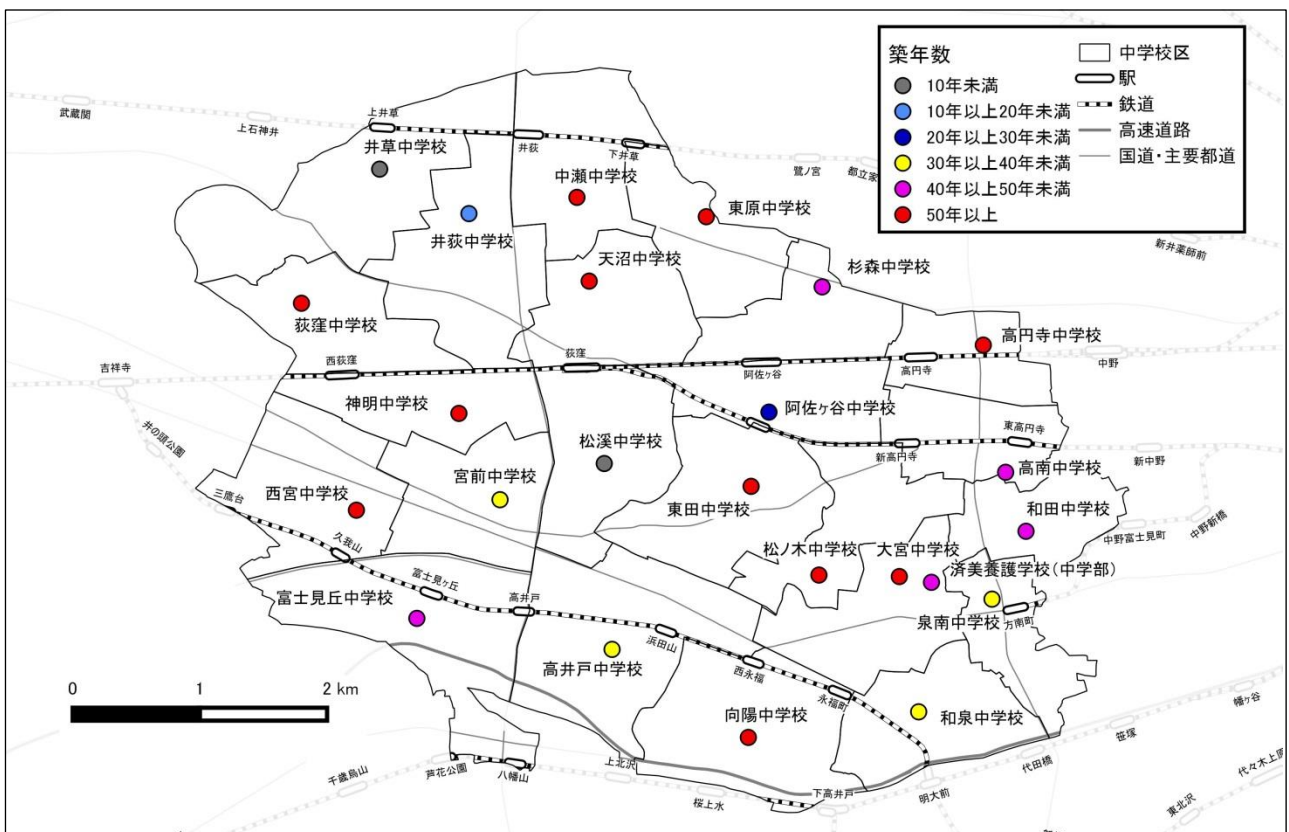 築年数
10年未満
10年以上20年未満
20年以上30年未満
30年以上40年未満
40年以上50年未満
50年以上
中学校区
駅
鉄道
高速道路
国道・主要都道
武蔵関
上石神井
上井草
井荻
下井草
鷺ノ宮
都立家
新井薬師前
井草中学校
中瀬中学校
東原中学校
井荻中学校
天沼中学校
杉森中学校
荻窪中学校
高円寺中学校
吉祥寺
西荻窪
荻窪
阿佐ヶ谷
高円寺
中野
神明中学校
阿佐ヶ谷中学校
井の頭公園
松溪中学校
新高円寺
東高円寺
新中野
宮前中学校
高南中学校
西宮中学校
三鷹台
東田中学校
和田中学校
中野富士見町
中野新橋
久我山
松ノ木中学校
大宮中学校
済美養護学校(中学部)
富士見ヶ丘
富士見丘中学校
高井戸
泉南中学校
方南町
浜田山
高井戸中学校
西永福
永福町
0 1 2 km
向陽中学校
和泉中学校
幡ヶ谷
笹塚
代田橋
千歳烏山
芦花公園
八幡山
上北沢
桜上水
下高井戸
明大前
代々木上原
東北沢